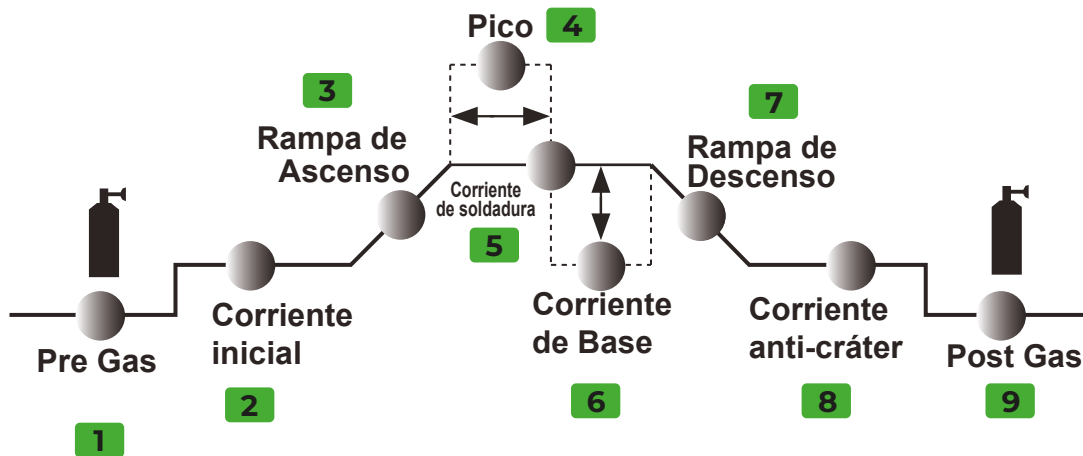 Pico 4
3
Rampa de
Ascenso
7
Rampa de
Descenso
Corriente
de soldadura
5
Pre Gas
1
Corriente
inicial
2
Corriente
de Base
6
Corriente
anti-cráter
8
Post Gas
9